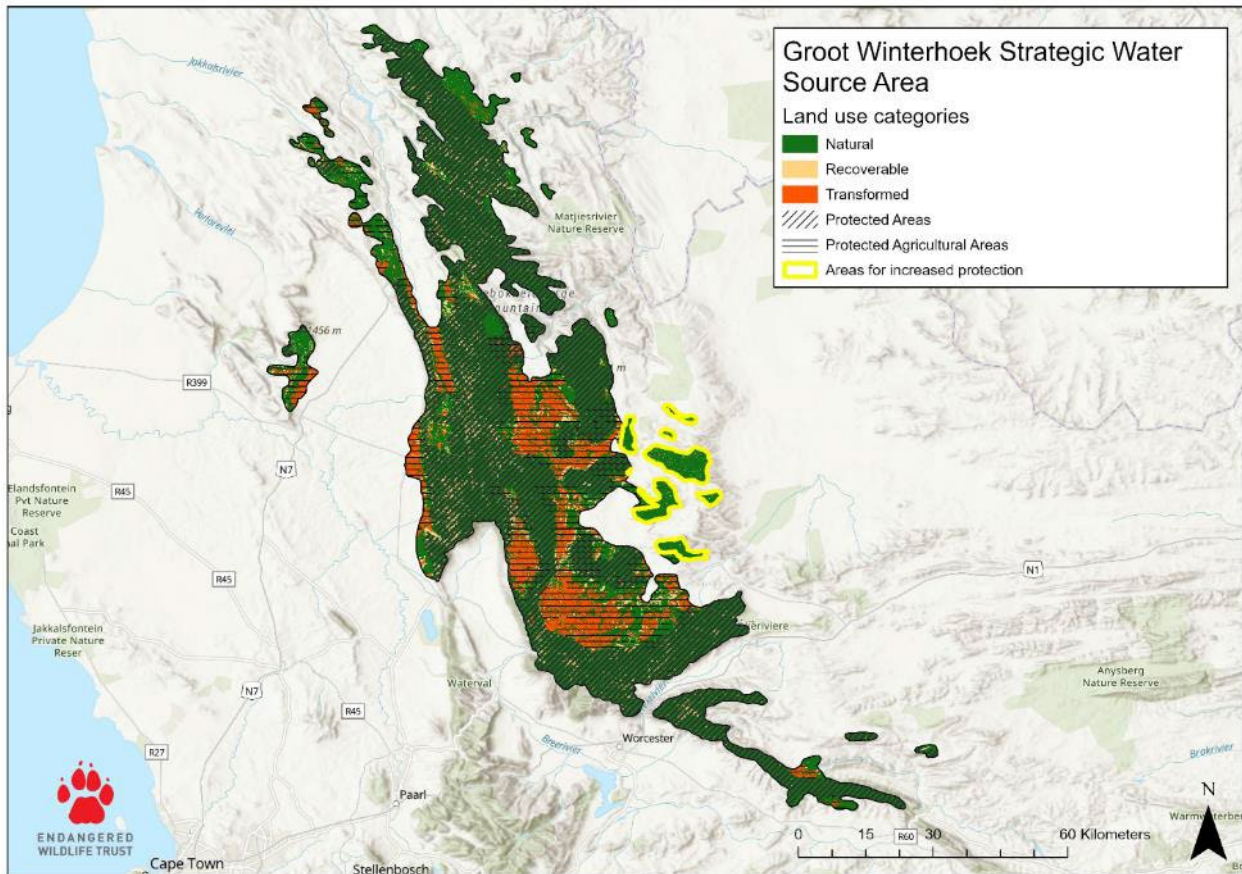 Groot Winterhoek Strategic Water
Source Area
Land use categories
Natural
Recoverable
Transformed
Protected Areas
Protected Agricultural Areas
Areas for increased protection
Jakkalsrivier
Matjiesrivier
Nature Reserve
456 m
m
R399
N7
Elandsfontein
Pvt Nature
Reserve
R45
Coast
nal Park
R45
N1
Jakkalsfontein
Private Nature
Reser
Waterval
Anysberg
Nature Reserve
N7
R45
R27
Worcester
Breerivier
Brakrivier
Paarl
ENDANGERED
WILDLIFE TRUST
Cape Town
Stellenbosch
R60
0 15 30 60 Kilometers
N